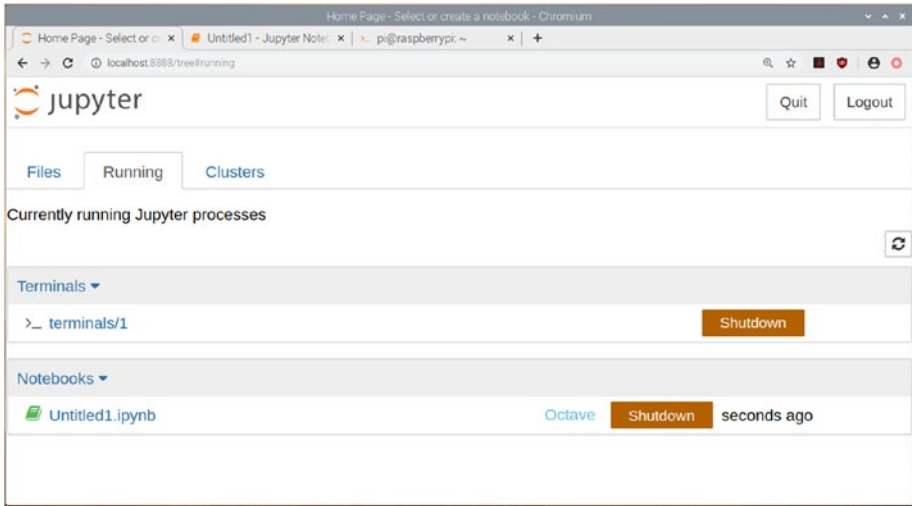 Home Page - Select or create a notebook - Chromium
Home Page - Select or c × Untitled1 - Jupyter Note × pi@raspberrypi: ~ × +
localhost:8888/tree#running
jupyter Quit Logout
Files Running Clusters
Currently running Jupyter processes
Terminals
>_ terminals/1 Shutdown
Notebooks
Untitled1.ipynb Octave Shutdown seconds ago